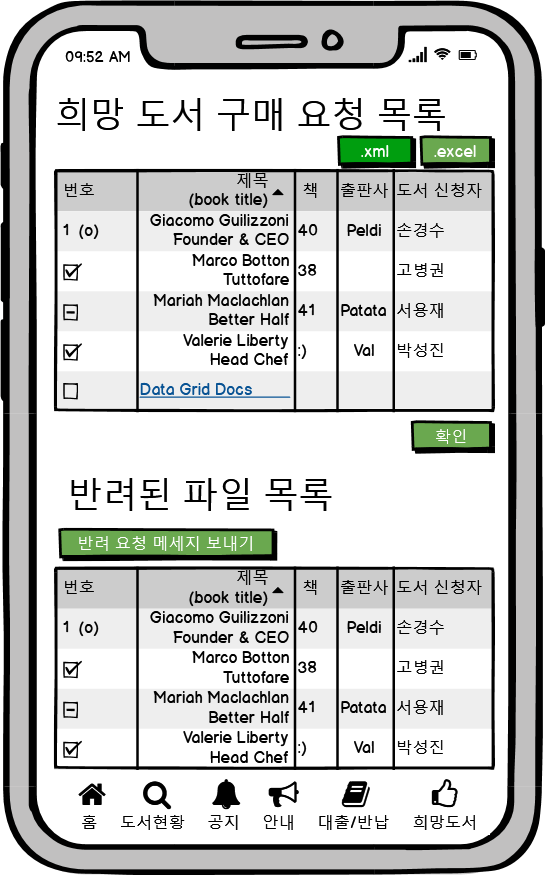 09:52 AM
희망 도서 구매 요청 목록
.xml .excel
번호 제목 (book title) 책 출판사 도서 신청자
1 (o) Giacomo Guilizzoni Founder & CEO 40 Peldi 손경수
Marco Botton Tuttofare 38 고병권
Mariah Maclachlan Better Half 41 Patata 서용재
Valerie Liberty Head Chef :) Val 박성진
Data Grid Docs
확인
반려된 파일 목록
반려 요청 메세지 보내기
번호 제목 (book title) 책 출판사 도서 신청자
1 (o) Giacomo Guilizzoni Founder & CEO 40 Peldi 손경수
Marco Botton Tuttofare 38 고병권
Mariah Maclachlan Better Half 41 Patata 서용재
Valerie Liberty Head Chef :) Val 박성진
홈 도서현황 공지 안내 대출/반납 희망도서